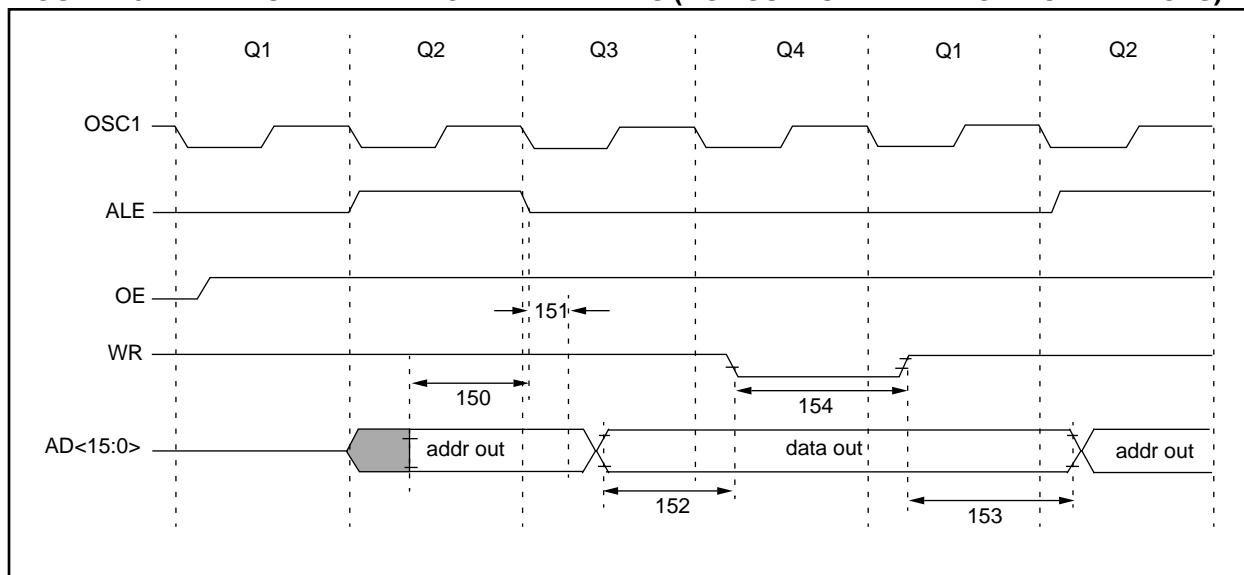 Q1 Q2 Q3 Q4 Q1 Q2
OSC1
ALE
OE
151
WR
150
154
AD<15:0>
addr out
data out
addr out
152
153